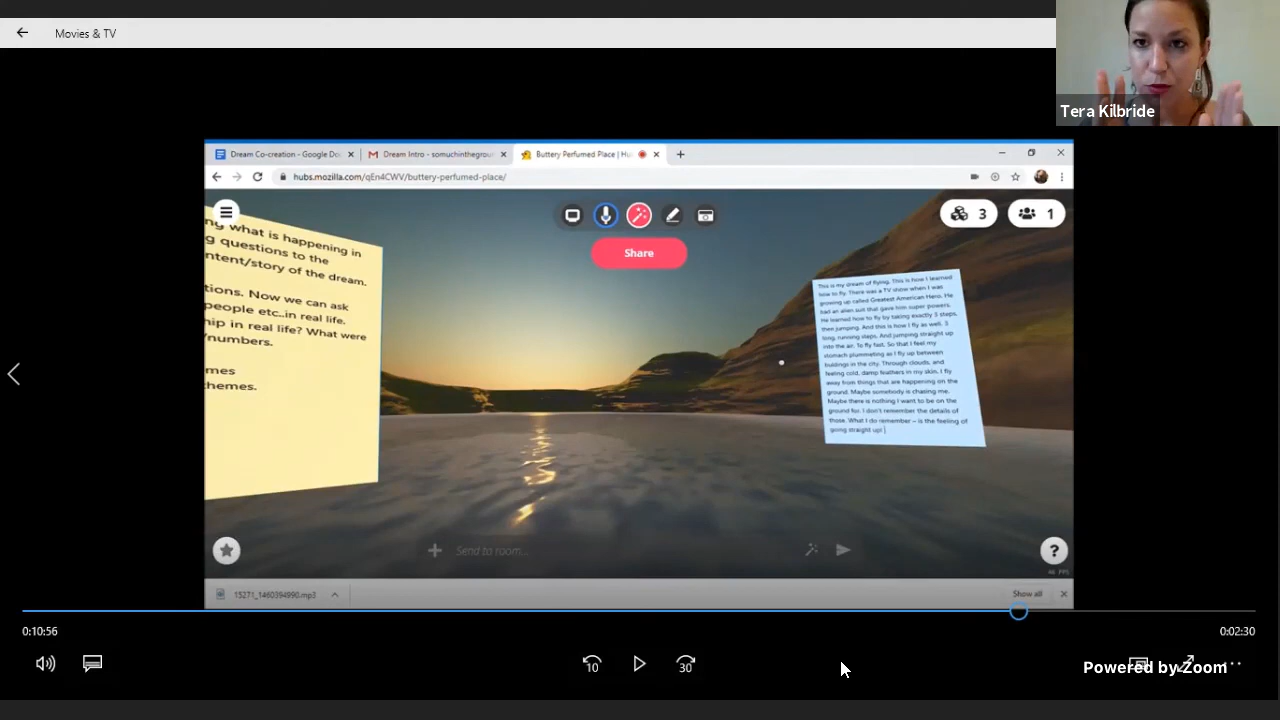 Movies & TV
Tera Kilbride
Dream Co-creation - Google Do
Dream Intro - somuchintheground
Buttery Perfumed Place | Hu
hubs.mozilla.com/qEn4CWV/buttery-perfumed-place/
3
1
Share
ng what is happening in
g questions to the
ntent/story of the dream.
tions. Now we can ask
people etc..in real life.
hip in real life? What were
/numbers.
mes
themes.
This is my dream of flying. This is how I learned
how to fly. There was a TV show when I was
growing up called Greatest American Hero. He
had an alien suit that gave him super powers.
He learned how to fly by taking exactly 3 steps,
then jumping. And this is how I fly as well. 3
long, running steps. And jumping straight up
into the air. To fly fast. So that I feel my
stomach plummeting as I fly up between
buildings in the city. Through clouds, and
feeling cold, damp feathers in my skin. I fly
away from things that are happening on the
ground. Maybe somebody is chasing me.
Maybe there is nothing I want to be on the
ground for. I don't remember the details of
those. What I do remember – is the feeling of
going straight up!
Send to room...
?
46 FPS
15271_1460394990.mp3
Show all
0:10:56
0:02:30
10
30
Powered by Zoom